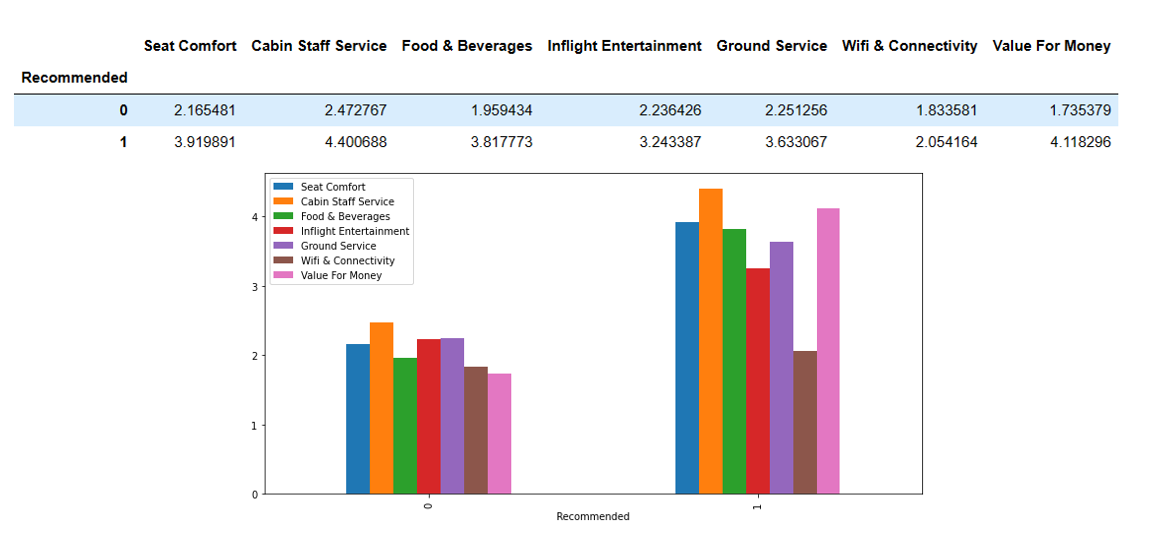 Seat Comfort Cabin Staff Service Food & Beverages Inflight Entertainment Ground Service Wifi & Connectivity Value For Money
Recommended
0 2.165481 2.472767 1.959434 2.236426 2.251256 1.833581 1.735379
1 3.919891 4.400688 3.817773 3.243387 3.633067 2.054164 4.118296
Seat Comfort
Cabin Staff Service
Food & Beverages
Inflight Entertainment
Ground Service
Wifi & Connectivity
Value For Money
4
3
2
1
0
0 1
Recommended